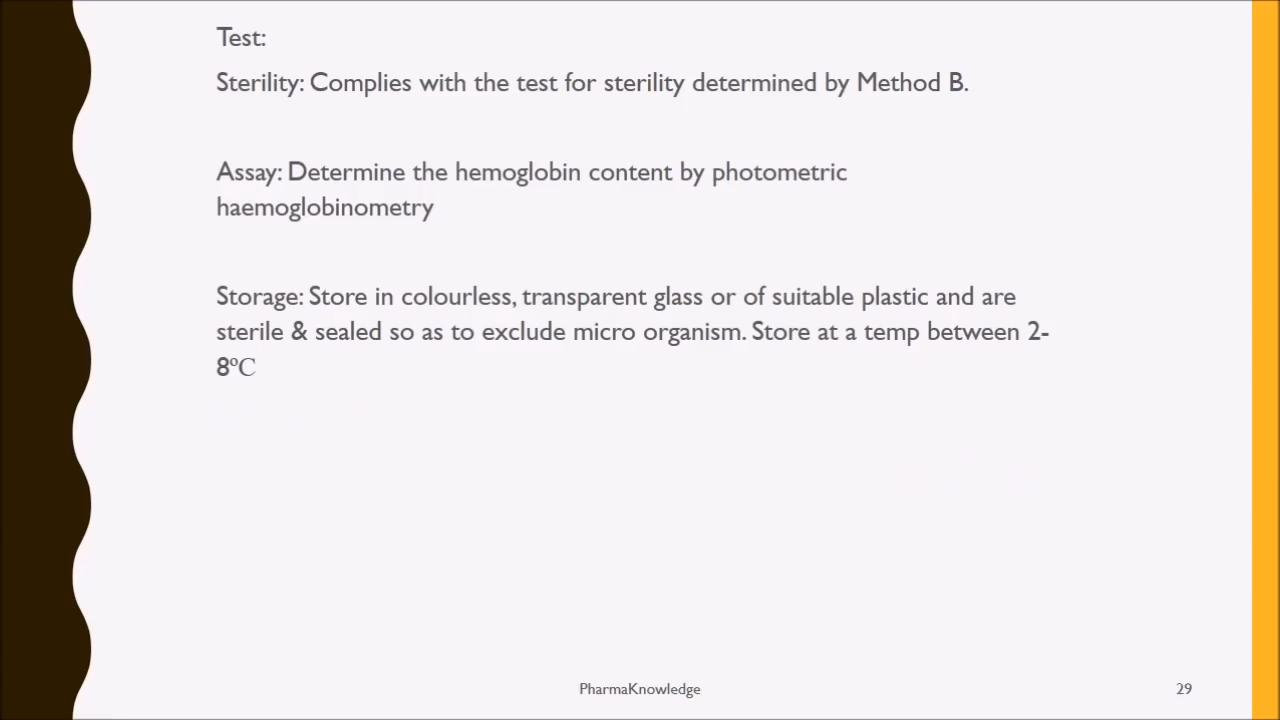 Test:
Sterility: Complies with the test for sterility determined by Method B.
Assay: Determine the hemoglobin content by photometric
haemoglobinometry
Storage: Store in colourless, transparent glass or of suitable plastic and are
sterile & sealed so as to exclude micro organism. Store at a temp between 2-
8°C
PharmaKnowledge
29